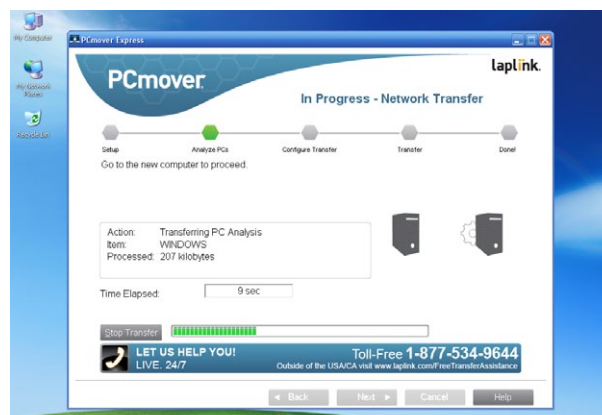 My Computer
My Network
Places
Recycle Bin
PCmover Express
PCmover
laplink.
In Progress - Network Transfer
Setup
Analyze PCs
Configure Transfer
Transfer
Done!
Go to the new computer to proceed.
Action: Transferring PC Analysis
Item: WINDOWS
Processed: 207 kilobytes
Time Elapsed: 9 sec
Stop Transfer
LET US HELP YOU!
LIVE. 24/7
Toll-Free 1-877-534-9644
Outside of the USA/CA visit www.laplink.com/FreeTransferAssistance
Back
Next
Cancel
Help